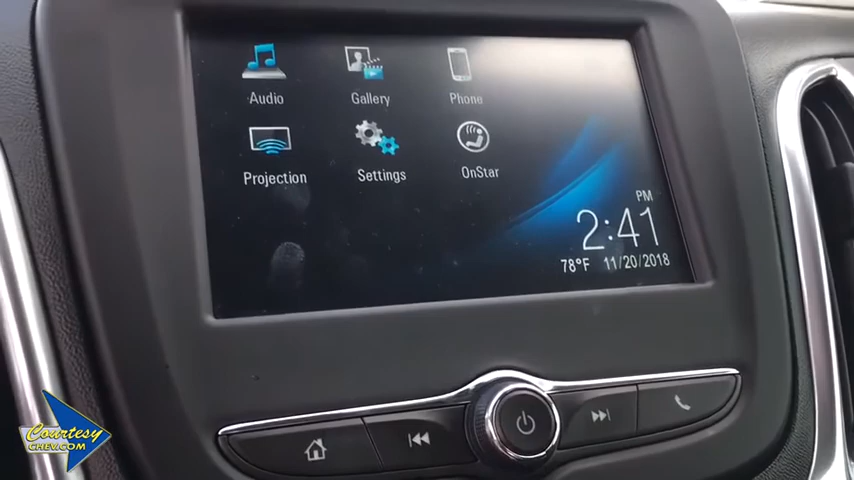 Audio Gallery Phone
Projection Settings OnStar
PM
2:41
78°F 11/20/2018
Courtesy
CHEV.COM